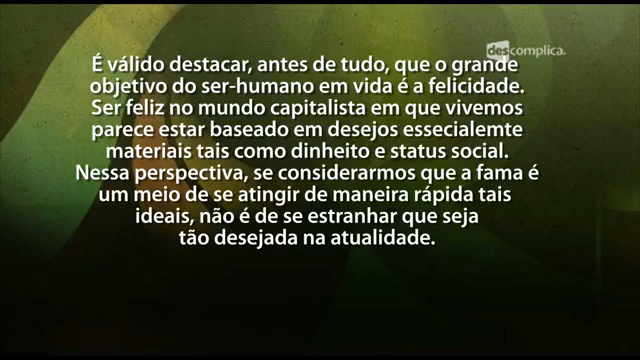 descomplica.
É válido destacar, antes de tudo, que o grande
objetivo do ser-humano em vida é a felicidade.
Ser feliz no mundo capitalista em que vivemos
parece estar baseado em desejos essecialemte
materiais tais como dinheito e status social.
Nessa perspectiva, se considerarmos que a fama é
um meio de se atingir de maneira rápida tais
ideais, não é de se estranhar que seja
tão desejada na atualidade.